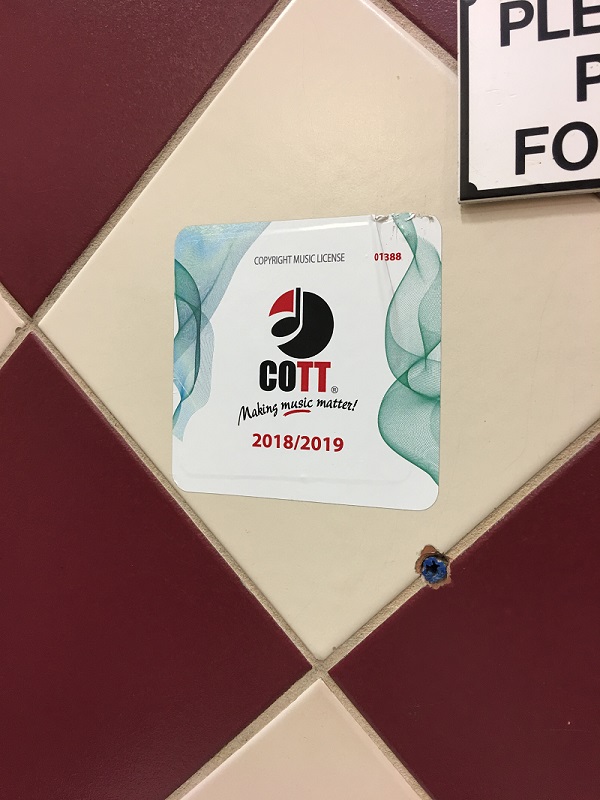 PLE
P
FO
COPYRIGHT MUSIC LICENSE 01388
COTT®
Making music matter!
2018/2019